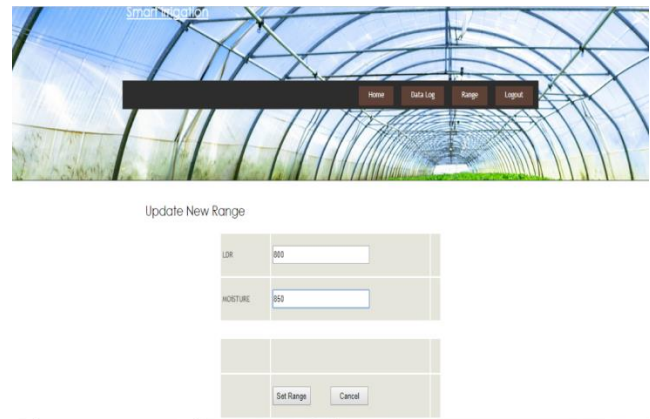 Smart Irrigation
Home Data Log Range Logout
Update New Range
LDR 800
MOISTURE 850
Set Range Cancel